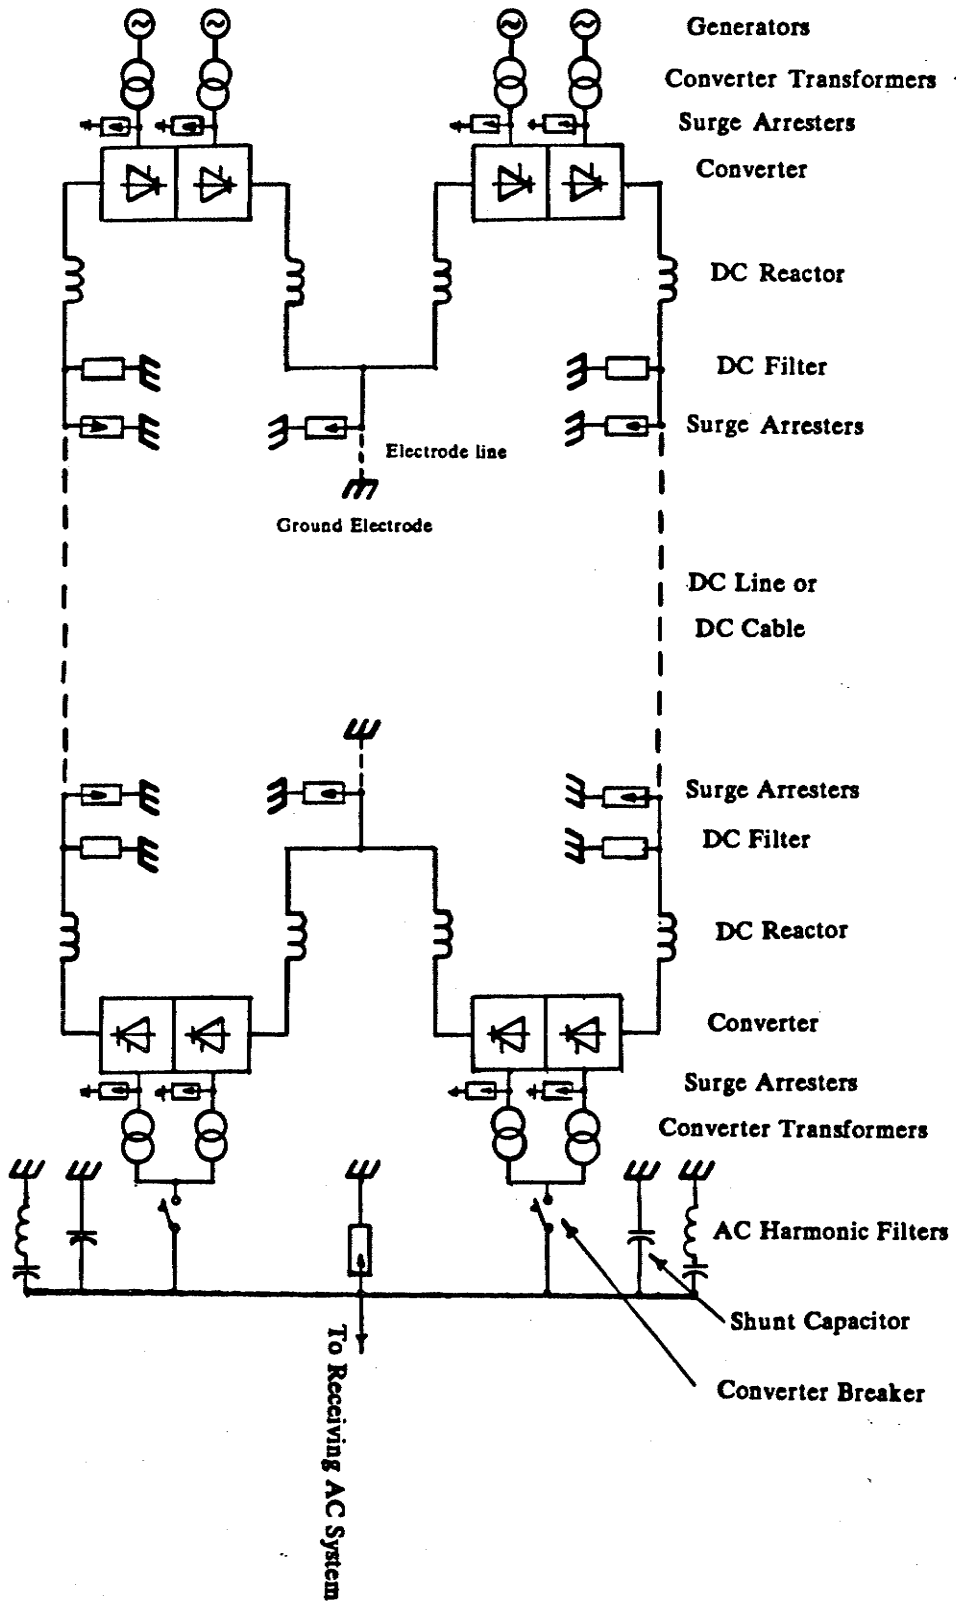 Generators
Converter Transformers
Surge Arresters
Converter
DC Reactor
DC Filter
Surge Arresters
Electrode line
Ground Electrode
DC Line or
DC Cable
Surge Arresters
DC Filter
DC Reactor
Converter
Surge Arresters
Converter Transformers
AC Harmonic Filters
Shunt Capacitor
Converter Breaker
To Receiving AC System